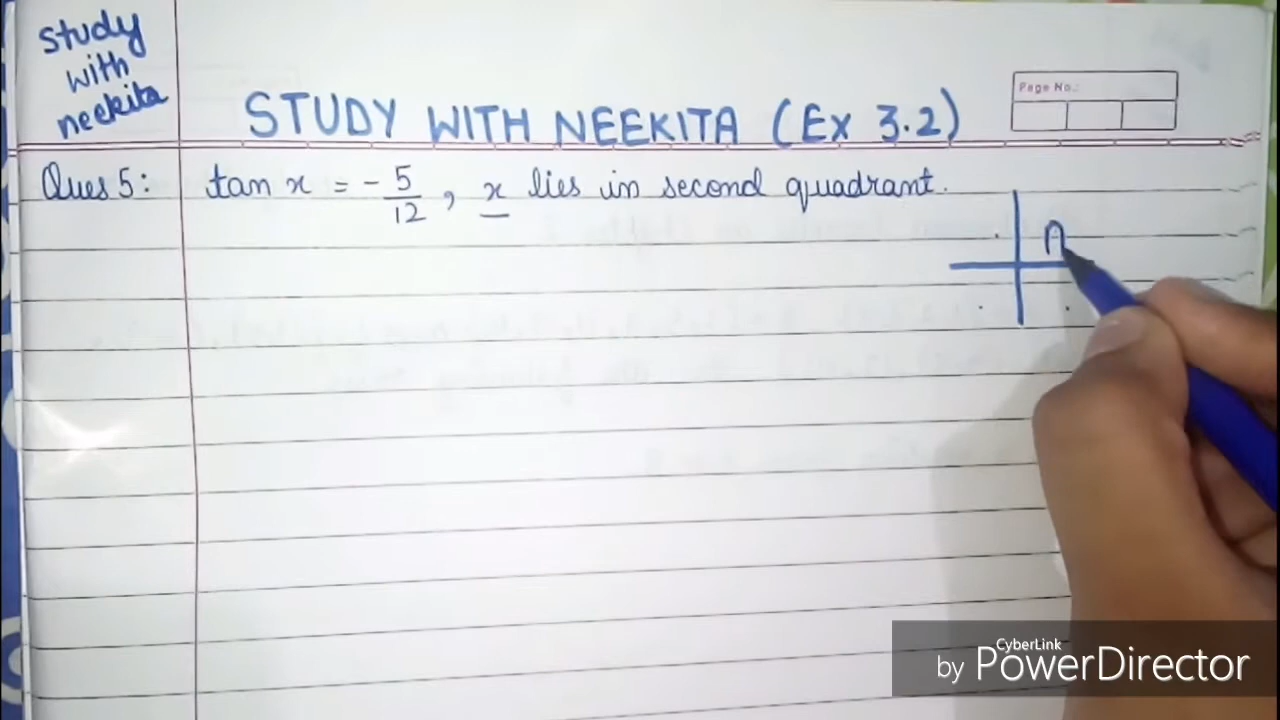 study
with
neekita
STUDY WITH NEEKITA (Ex 3.2)
Page No.:
Ques 5: tan x = - 5/12 , x lies in second quadrant.
A
CyberLink
by PowerDirector